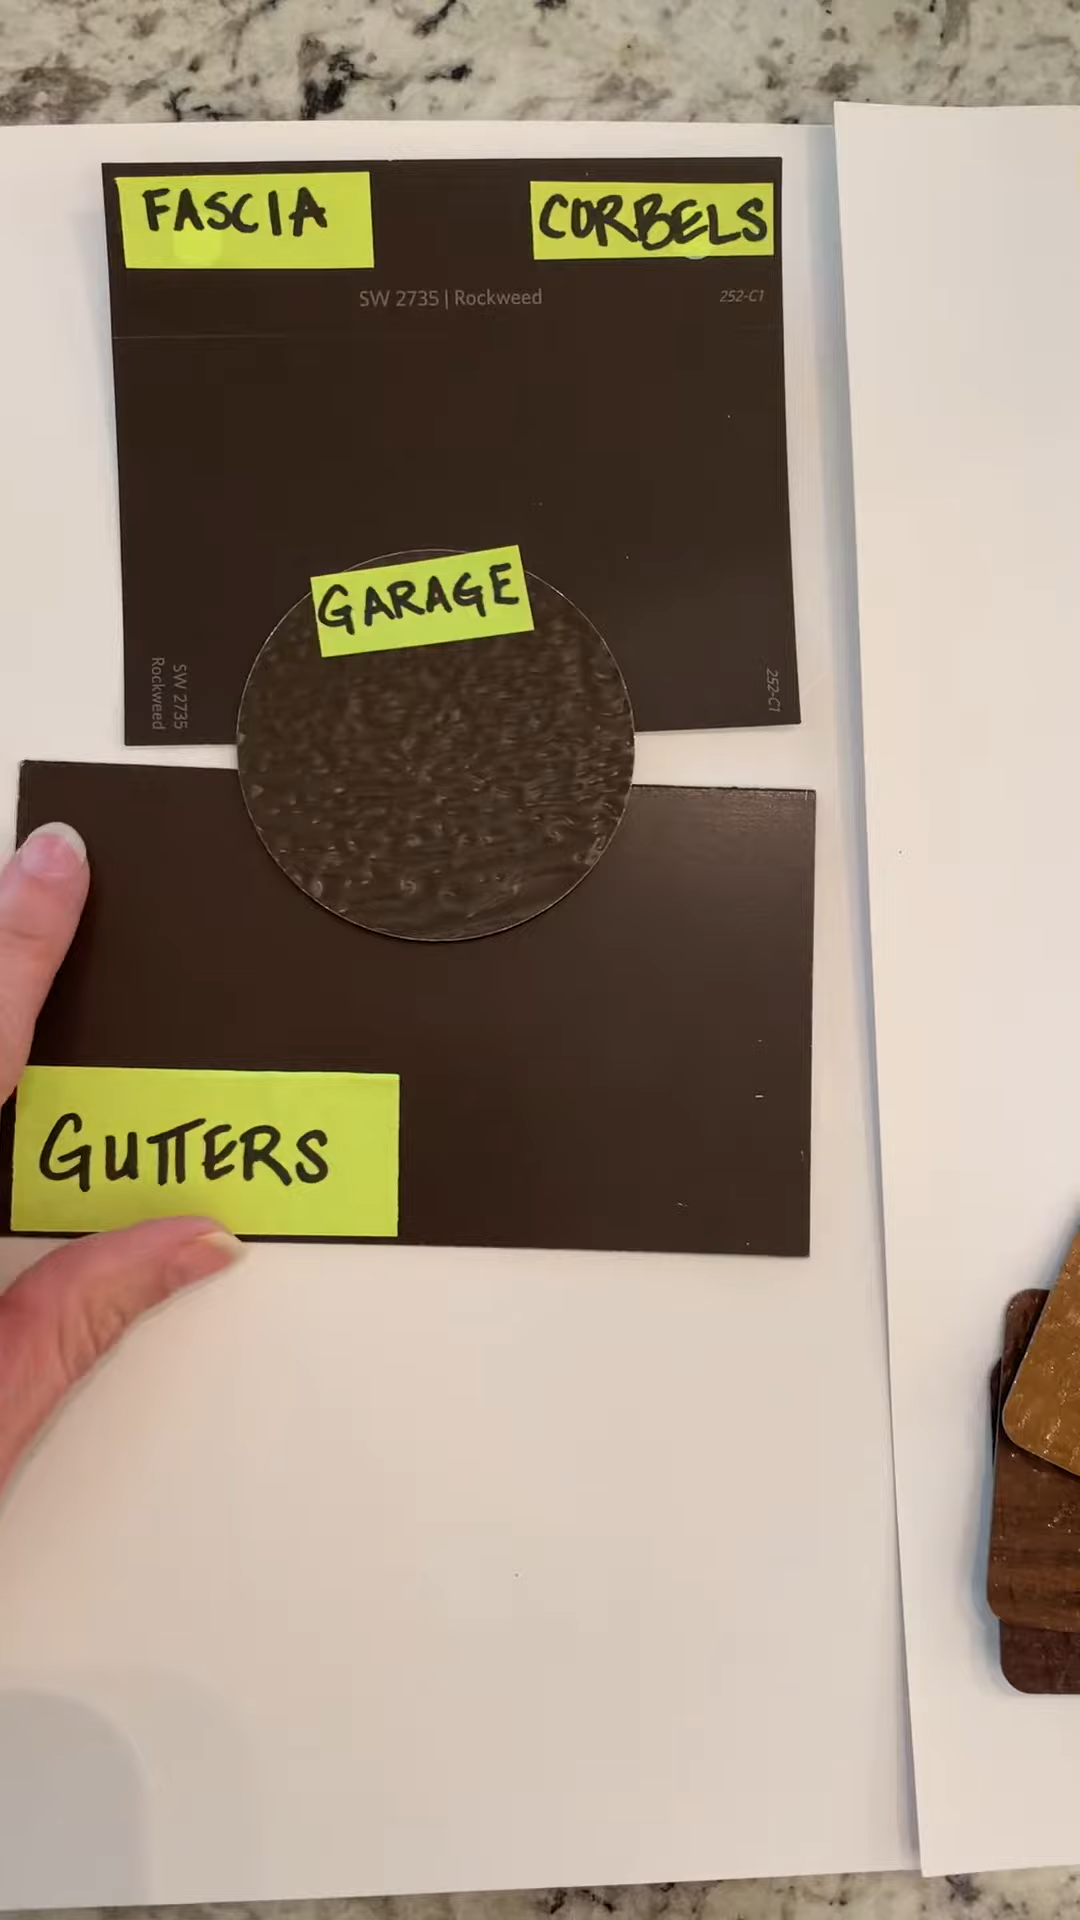 FASCIA
CORBELS
SW 2735 | Rockweed
252-C1
GARAGE
SW 2735
Rockweed
252-C1
GUTTERS